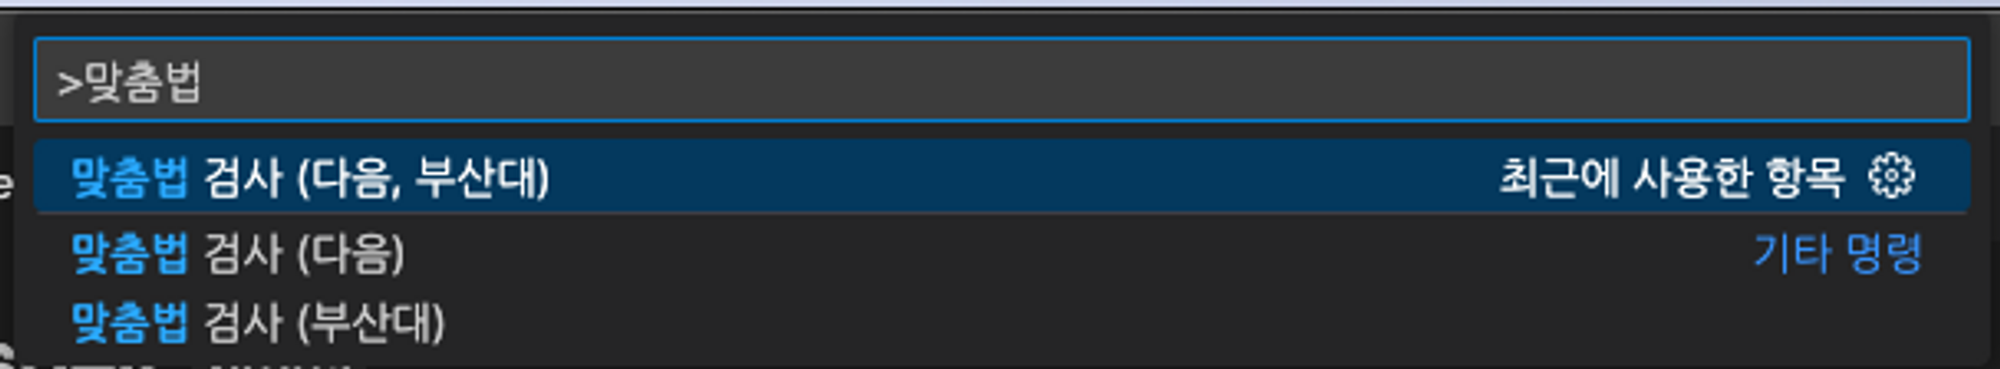 >맞춤법
맞춤법 검사 (다음, 부산대) 최근에 사용한 항목
맞춤법 검사 (다음) 기타 명령
맞춤법 검사 (부산대)